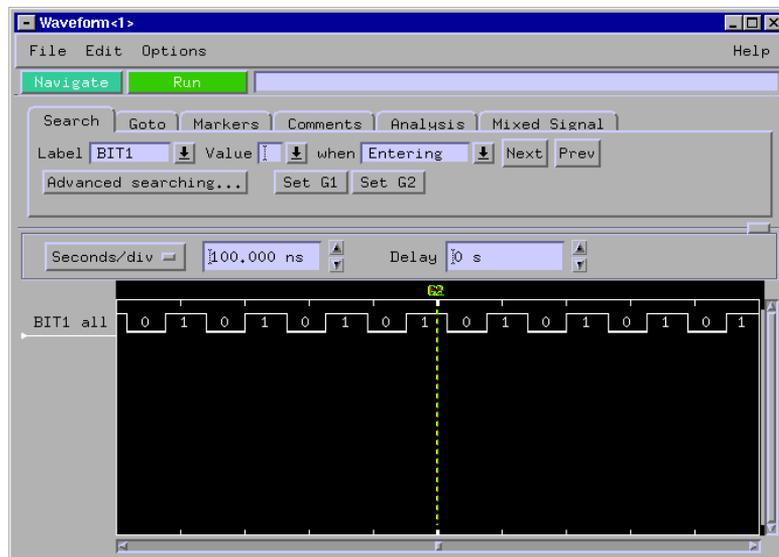 Waveform<1>
File Edit Options Help
Navigate Run
Search Goto Markers Comments Analysis Mixed Signal
Label BIT1 Value when Entering Next Prev
Advanced searching... Set G1 Set G2
Seconds/div 100.000 ns Delay 0 s
G2
BIT1 all 0 1 0 1 0 1 0 1 0 1 0 1 0 1 0 1